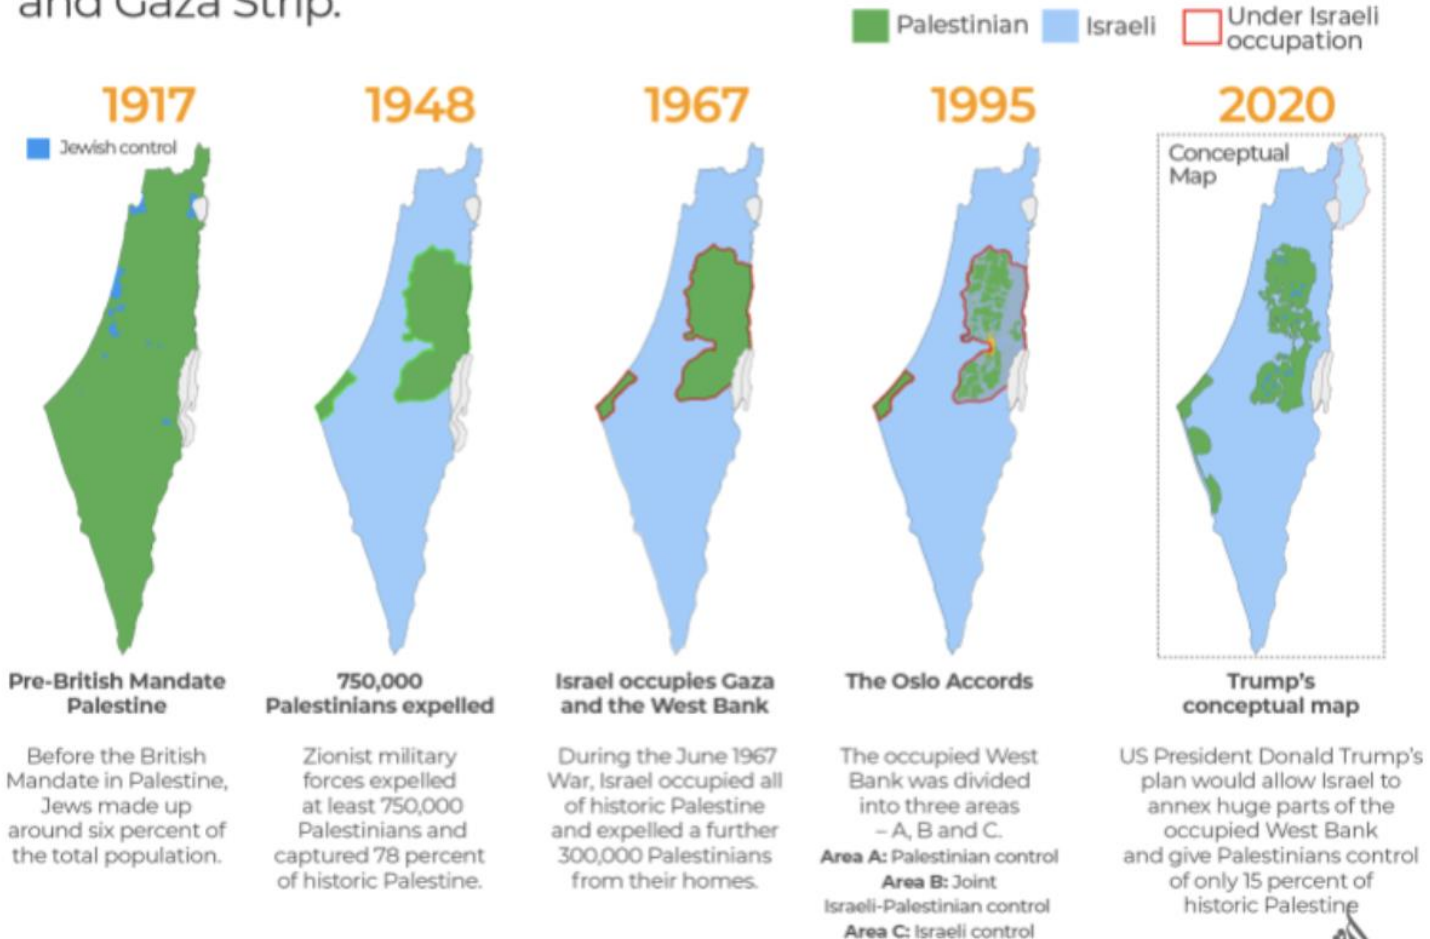 and Gaza Strip.
Palestinian
Israeli
Under Israeli
occupation
1917
1948
1967
1995
2020
Jewish control
Conceptual
Map
Pre-British Mandate
Palestine
Before the British
Mandate in Palestine,
Jews made up
around six percent of
the total population.
750,000
Palestinians expelled
Zionist military
forces expelled
at least 750,000
Palestinians and
captured 78 percent
of historic Palestine.
Israel occupies Gaza
and the West Bank
During the June 1967
War, Israel occupied all
of historic Palestine
and expelled a further
300,000 Palestinians
from their homes.
The Oslo Accords
The occupied West
Bank was divided
into three areas
– A, B and C.
Area A: Palestinian control
Area B: Joint
Israeli-Palestinian control
Area C: Israeli control
Trump's
conceptual map
US President Donald Trump's
plan would allow Israel to
annex huge parts of the
occupied West Bank
and give Palestinians control
of only 15 percent of
historic Palestine